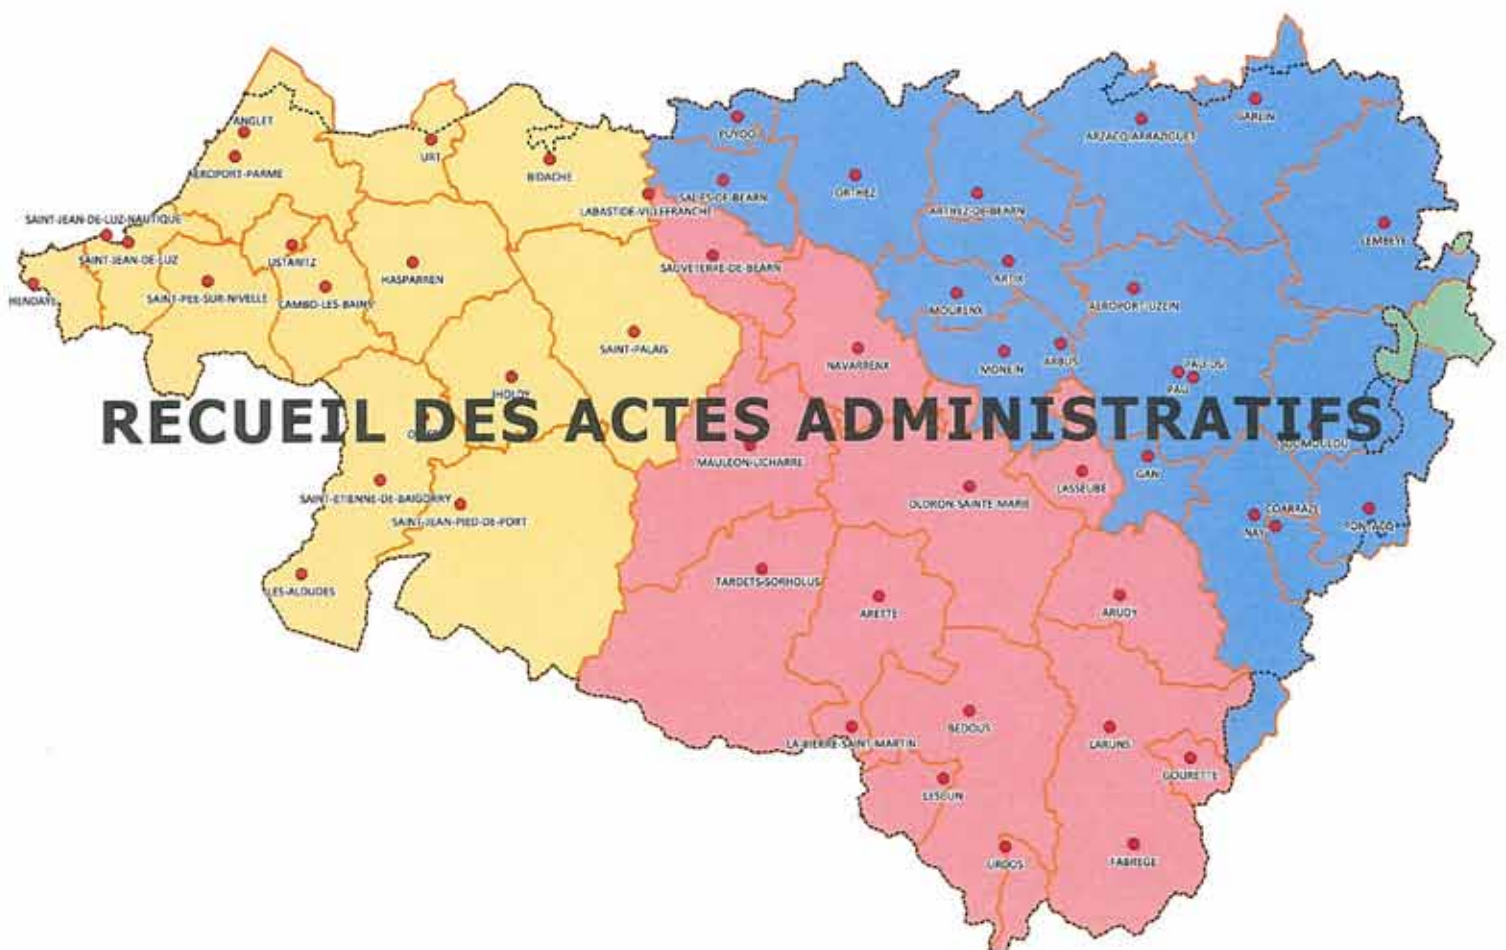 ANGLET
AEROPORT-PARME
URT
BIDACHE
PUYOO
ARZACQ-ARRAZIGUET
GARLIN
SAINT-JEAN-DE-LUZ-NAUTIQUE
SAINT-JEAN-DE-LUZ
LABASTIDE-VILLEFRANCHE
SALIES-DE-BEARN
ORTHEZ
ARTHEZ-DE-BEARN
LEMBEYE
HENDAYE
SAINT-PEE-SUR-NIVELLE
USTARITZ
CAMBO-LES-BAINS
HASPARREN
SAUVETERRE-DE-BEARN
ARTIX
MOURENX
AEROPORT-UZEIN
SAINT-PALAIS
NAVARRENX
MONEIN
ARBUS
PAU
IHOLDY
RECUEIL DES ACTES ADMINISTRATIFS
MAULEON-LICHARRE
GAN
SAINT-ETIENNE-DE-BAIGORRY
SAINT-JEAN-PIED-DE-PORT
OLORON-SAINTE-MARIE
LASSEUBE
NAY
COARRAZE
PONTACQ
LES-ALDUDES
TARDETS-SORHOLUS
ARETTE
ARUDY
LA-PIERRE-SAINT-MARTIN
BEDOUS
LARUNS
GOURETTE
LESCUN
URDOS
FABREGE